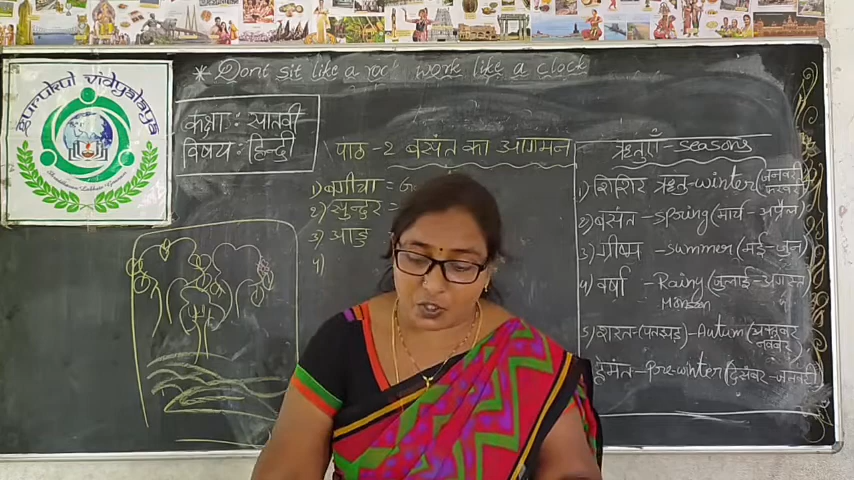 GURUKUL VIDYALAYA
* Dont sit like a rock work like a clock
कक्षा : सातवी
विषय : हिन्दी
पाठ-2 बसंत का आगमन
1) बगीचा =
2) सुन्दर =
3) आडु
4)
ऋतुएँ - seasons
1) शिशिर ऋतु-winter (जनवरी फरवरी
2) बसंत - spring (मार्च - अप्रैल
3) ग्रीष्म - summer (मई-जुन
4) वर्षा - Rainy (जुलाई - अगस्त
5) शरत-(पतझड़)-Autum (अक्तूबर
नवंबर
हेमंत - Pre-winter (दिसंबर - जनवरी